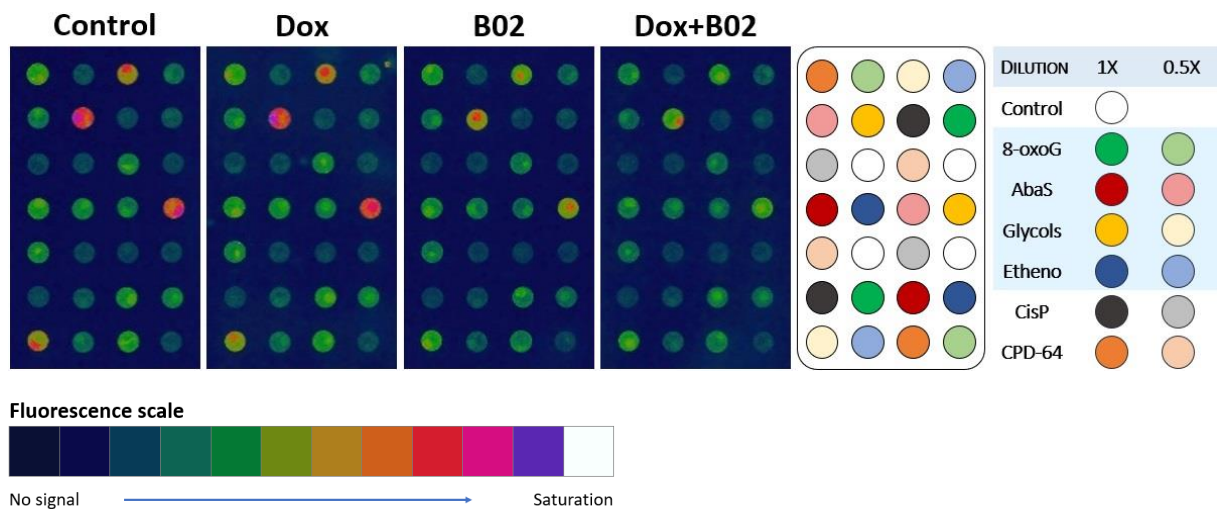 Control Dox B02 Dox+B02
DILUTION 1X 0.5X
Control
8-oxoG
AbaS
Glycols
Etheno
CisP
CPD-64
Fluorescence scale
No signal Saturation